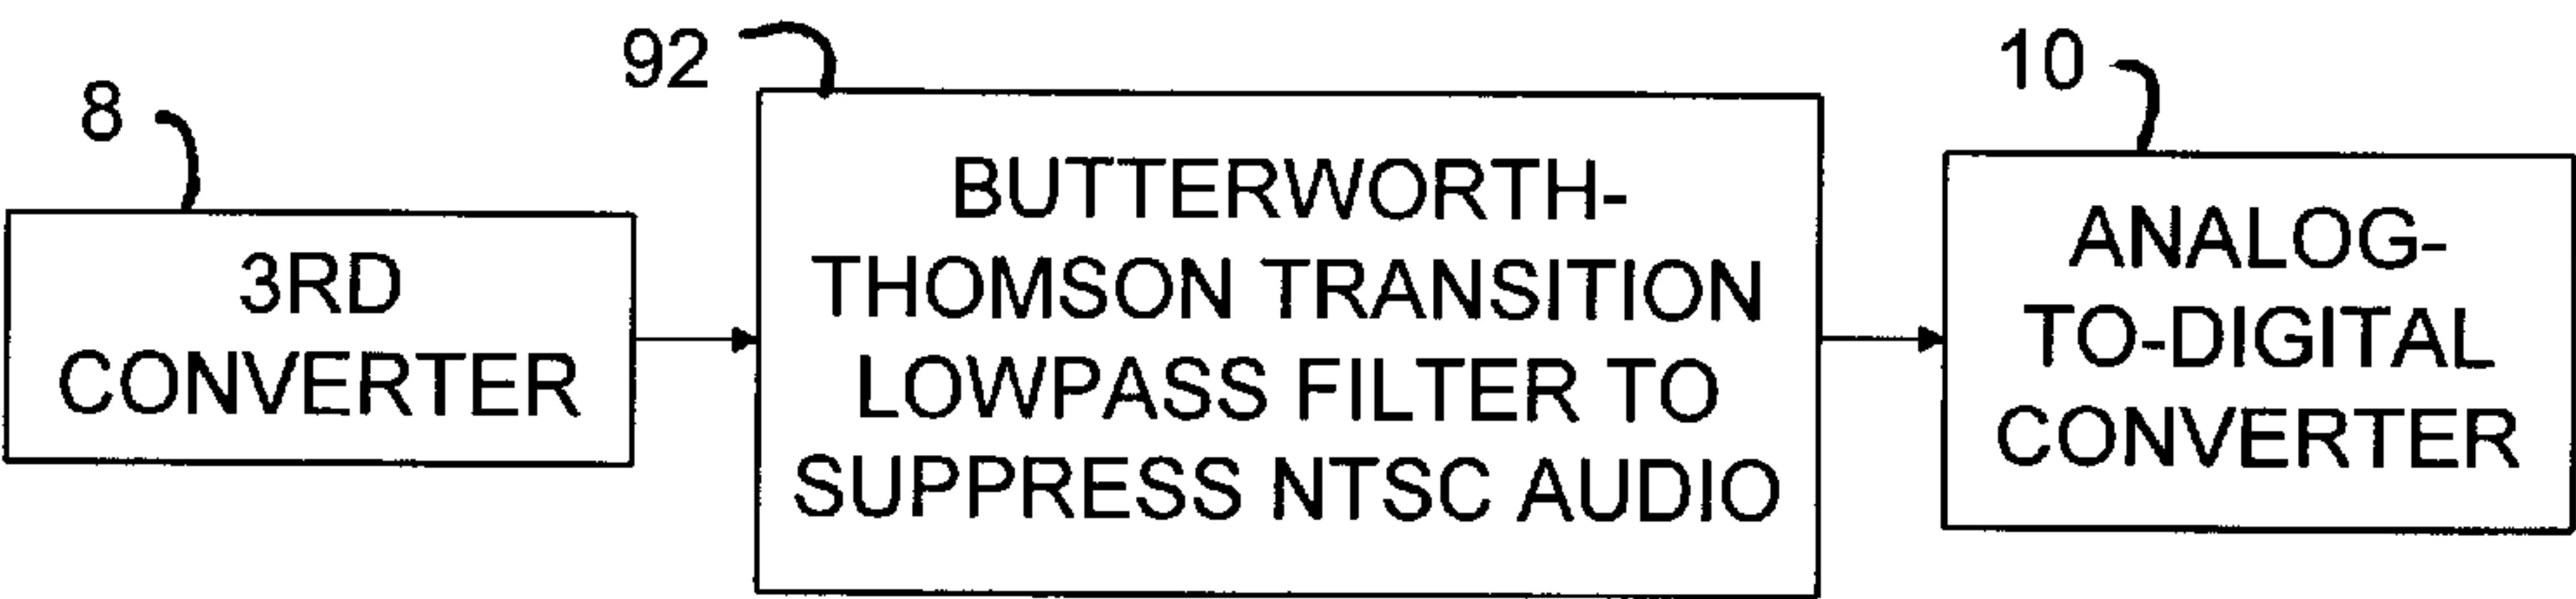 8
3RD
CONVERTER
92
BUTTERWORTH-
THOMSON TRANSITION
LOWPASS FILTER TO
SUPPRESS NTSC AUDIO
10
ANALOG-
TO-DIGITAL
CONVERTER